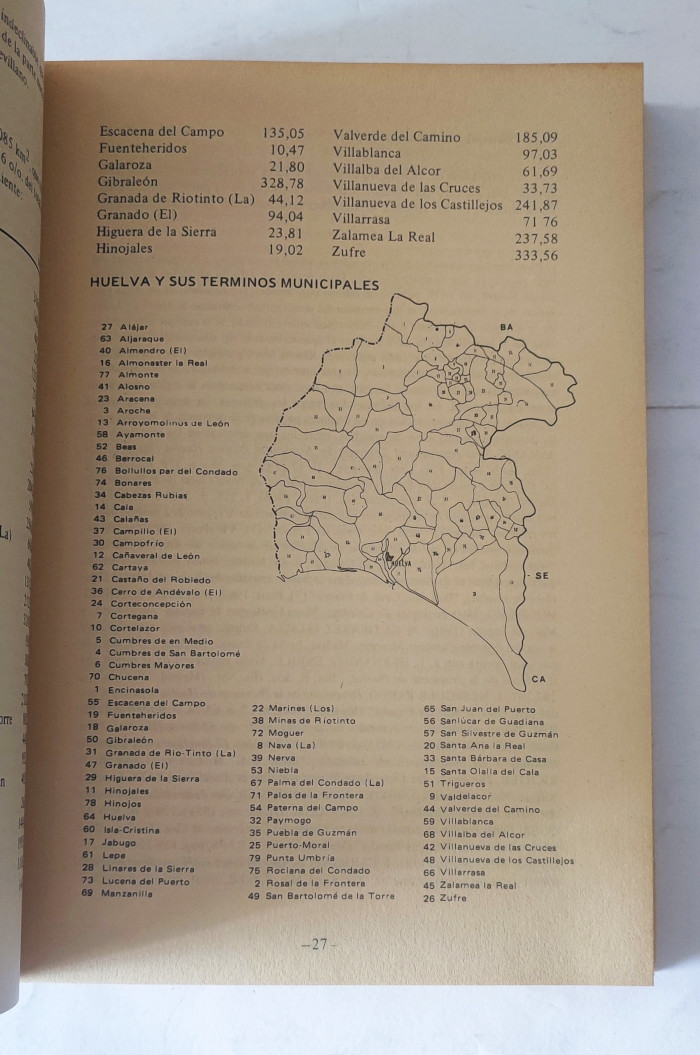 indeclinable
de la parte
evillano.
085 km²
6 o/o. del
iente:
La)
orre
Escacena del Campo 135,05
Fuenteheridos 10,47
Galaroza 21,80
Gibraleón 328,78
Granada de Riotinto (La) 44,12
Granado (El) 94,04
Higuera de la Sierra 23,81
Hinojales 19,02
Valverde del Camino 185,09
Villablanca 97,03
Villalba del Alcor 61,69
Villanueva de las Cruces 33,73
Villanueva de los Castillejos 241,87
Villarrasa 71 76
Zalamea La Real 237,58
Zufre 333,56
HUELVA Y SUS TERMINOS MUNICIPALES
27 Alájar
63 Aljaraque
40 Almendro (El)
16 Almonaster la Real
77 Almonte
41 Alosno
23 Aracena
3 Aroche
13 Arroyomolinos de León
58 Ayamonte
52 Beas
46 Berrocal
76 Bollullos par del Condado
74 Bonares
34 Cabezas Rubias
14 Cala
43 Calañas
37 Campillo (El)
30 Campofrío
12 Cañaveral de León
62 Cartaya
21 Castaño del Robledo
36 Cerro de Andévalo (El)
24 Corteconcepción
7 Cortegana
10 Cortelazor
5 Cumbres de en Medio
4 Cumbres de San Bartolomé
6 Cumbres Mayores
70 Chucena
1 Encinasola
55 Escacena del Campo
19 Fuenteheridos
18 Galaroza
50 Gibraleón
31 Granada de Rio-Tinto (La)
47 Granado (El)
29 Higuera de la Sierra
11 Hinojales
78 Hinojos
64 Huelva
60 Isla-Cristina
17 Jabugo
61 Lepe
28 Linares de la Sierra
73 Lucena del Puerto
69 Manzanilla
BA
HUELVA
SE
CA
22 Marines (Los)
38 Minas de Riotinto
72 Moguer
8 Nava (La)
39 Nerva
53 Niebla
67 Palma del Condado (La)
71 Palos de la Frontera
54 Paterna del Campo
32 Paymogo
35 Puebla de Guzmán
25 Puerto-Moral
79 Punta Umbría
75 Rociana del Condado
2 Rosal de la Frontera
49 San Bartolomé de la Torre
65 San Juan del Puerto
56 Sanlúcar de Guadiana
57 San Silvestre de Guzmán
20 Santa Ana la Real
33 Santa Bárbara de Casa
15 Santa Olalla del Cala
51 Trigueros
9 Valdelacor
44 Valverde del Camino
59 Villablanca
68 Villalba del Alcor
42 Villanueva de las Cruces
48 Villanueva de los Castillejos
66 Villarrasa
45 Zalamea la Real
26 Zufre
—27 -